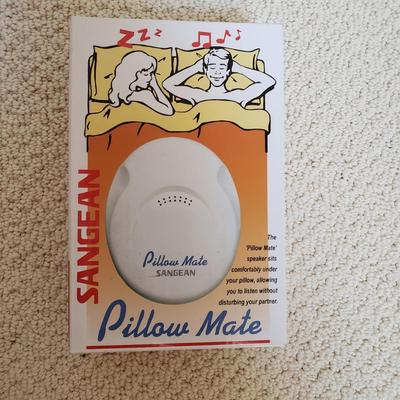 ZZZ
Pillow Mate
SANGEAN
SANGEAN
The
'Pillow Mate'
speaker sits
comfortably under
your pillow, allowing
you to listen without
disturbing your partner.
Pillow Mate